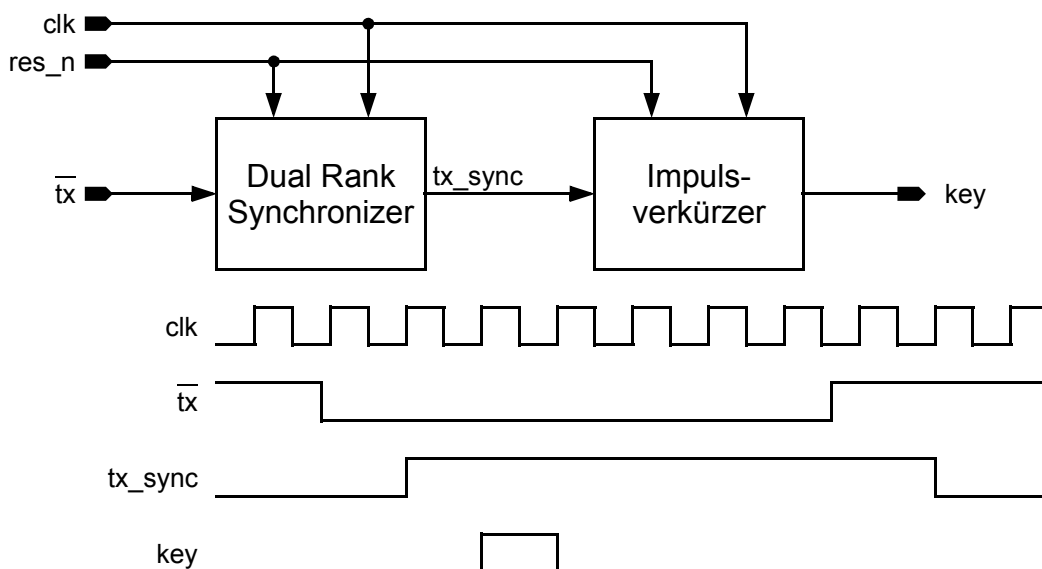 clk
res_n
tx
Dual Rank
Synchronizer
tx_sync
Impuls-
verkürzer
key
clk
tx
tx_sync
key